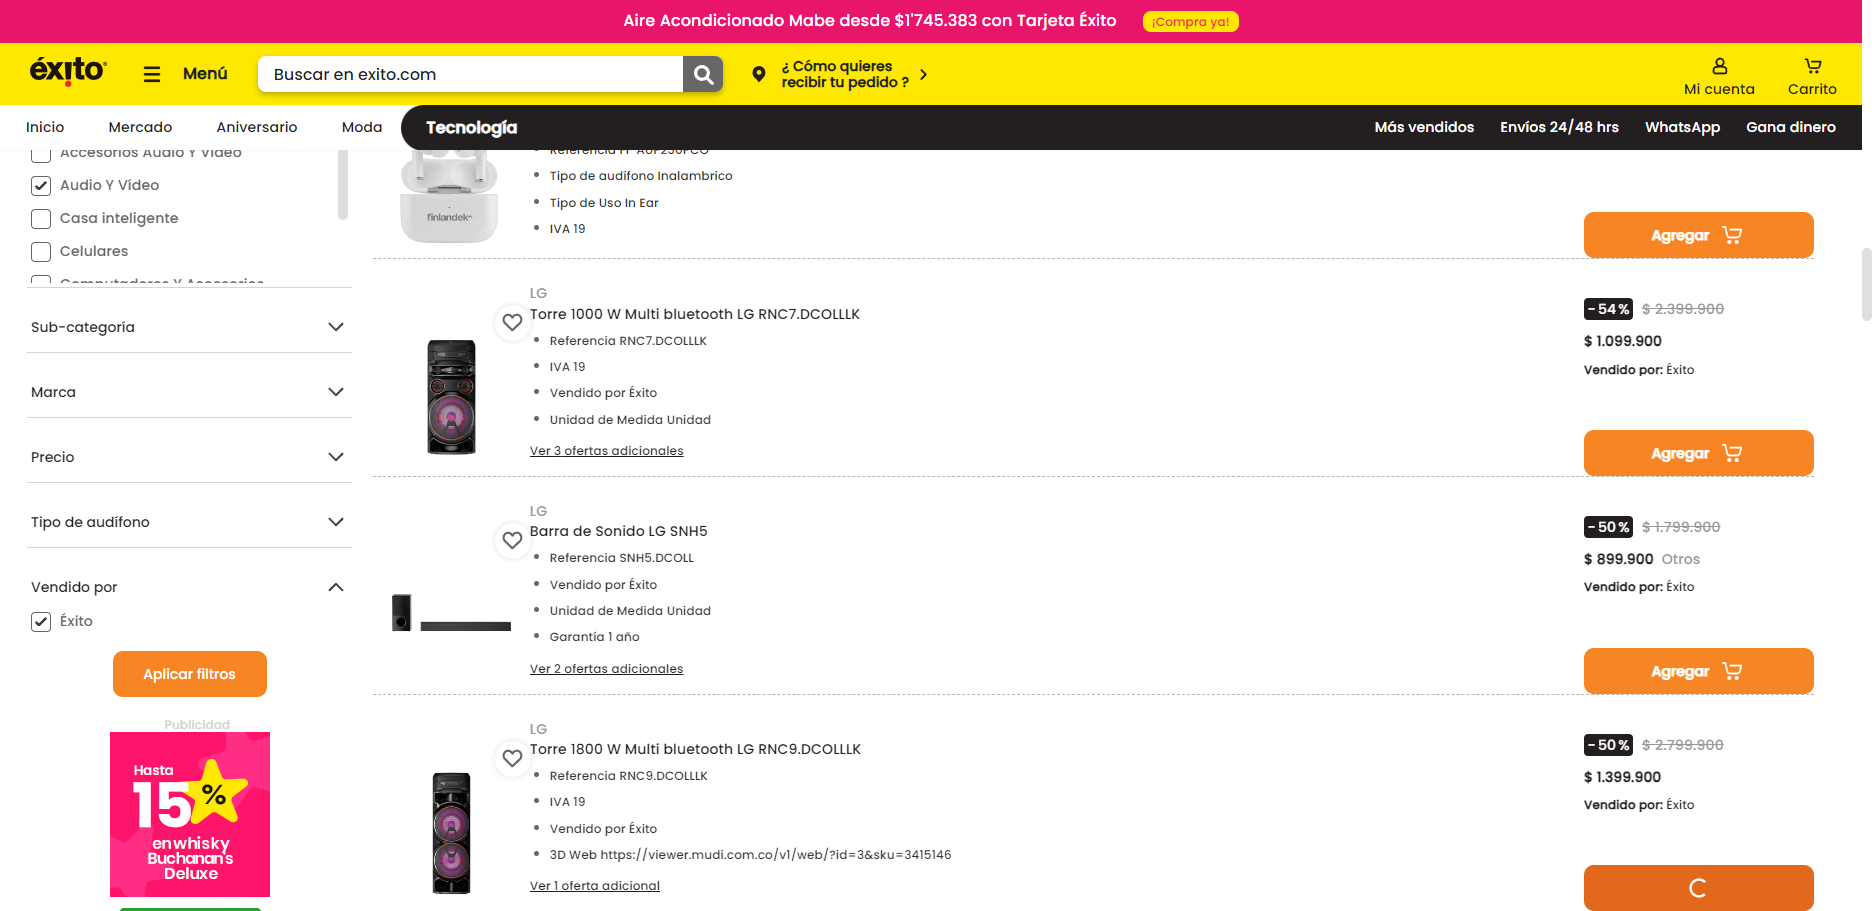 Aire Acondicionado Mabe desde $1'745.383 con Tarjeta Éxito ¡Compra ya!
éxito
Menú
Buscar en exito.com
¿ Cómo quieres
recibir tu pedido ?
Mi cuenta
Carrito
Inicio Mercado Aniversario Moda Tecnología Más vendidos Envíos 24/48 hrs WhatsApp Gana dinero
Accesorios Audio Y Video
Audio Y Vídeo
Casa inteligente
Celulares
Computadores Y Accesorios
Sub-categoría
Marca
Precio
Tipo de audífono
Vendido por
Éxito
Aplicar filtros
Publicidad
Hasta
15%
en whisky
Buchanan's
Deluxe
finlandek
Referencia
Tipo de audífono Inalambrico
Tipo de Uso In Ear
IVA 19
Agregar
LG
Torre 1000 W Multi bluetooth LG RNC7.DCOLLLK
Referencia RNC7.DCOLLLK
IVA 19
Vendido por Éxito
Unidad de Medida Unidad
Ver 3 ofertas adicionales
-54% $ 2.399.900
$ 1.099.900
Vendido por: Éxito
Agregar
LG
Barra de Sonido LG SNH5
Referencia SNH5.DCOLL
Vendido por Éxito
Unidad de Medida Unidad
Garantía 1 año
Ver 2 ofertas adicionales
-50% $ 1.799.900
$ 899.900 Otros
Vendido por: Éxito
Agregar
LG
Torre 1800 W Multi bluetooth LG RNC9.DCOLLLK
Referencia RNC9.DCOLLLK
IVA 19
Vendido por Éxito
3D Web https://viewer.mudi.com.co/v1/web/?id=3&sku=3415146
Ver 1 oferta adicional
-50% $ 2.799.900
$ 1.399.900
Vendido por: Éxito